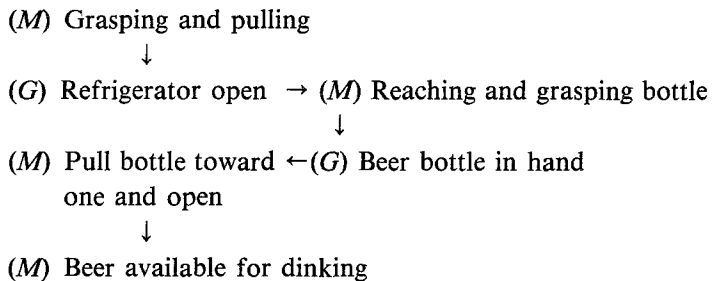 (M) Grasping and pulling
↓
(G) Refrigerator open → (M) Reaching and grasping bottle
↓
(M) Pull bottle toward ←(G) Beer bottle in hand
one and open
↓
(M) Beer available for dinking